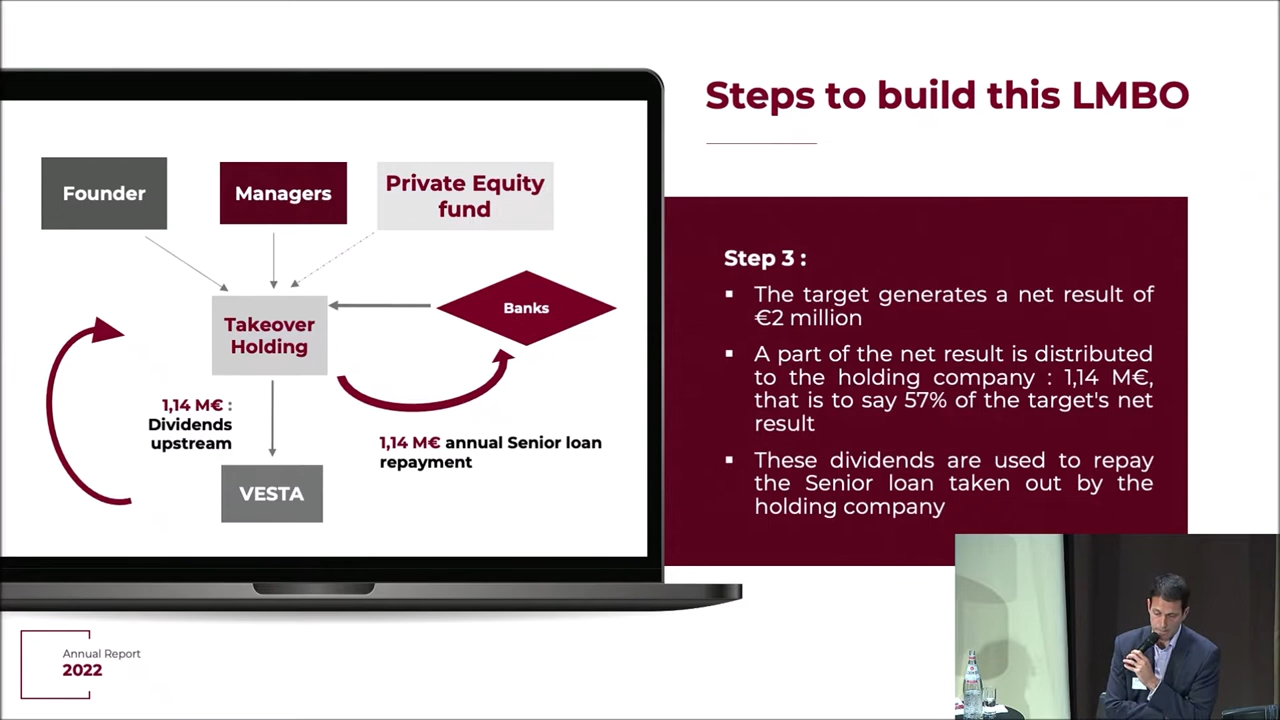 Steps to build this LMBO
Founder
Managers
Private Equity
fund
Banks
Takeover
Holding
1,14 M€ :
Dividends
upstream
1,14 M€ annual Senior loan
repayment
VESTA
Step 3 :
▪ The target generates a net result of
€2 million
▪ A part of the net result is distributed
to the holding company : 1,14 M€,
that is to say 57% of the target's net
result
▪ These dividends are used to repay
the Senior loan taken out by the
holding company
Annual Report
2022